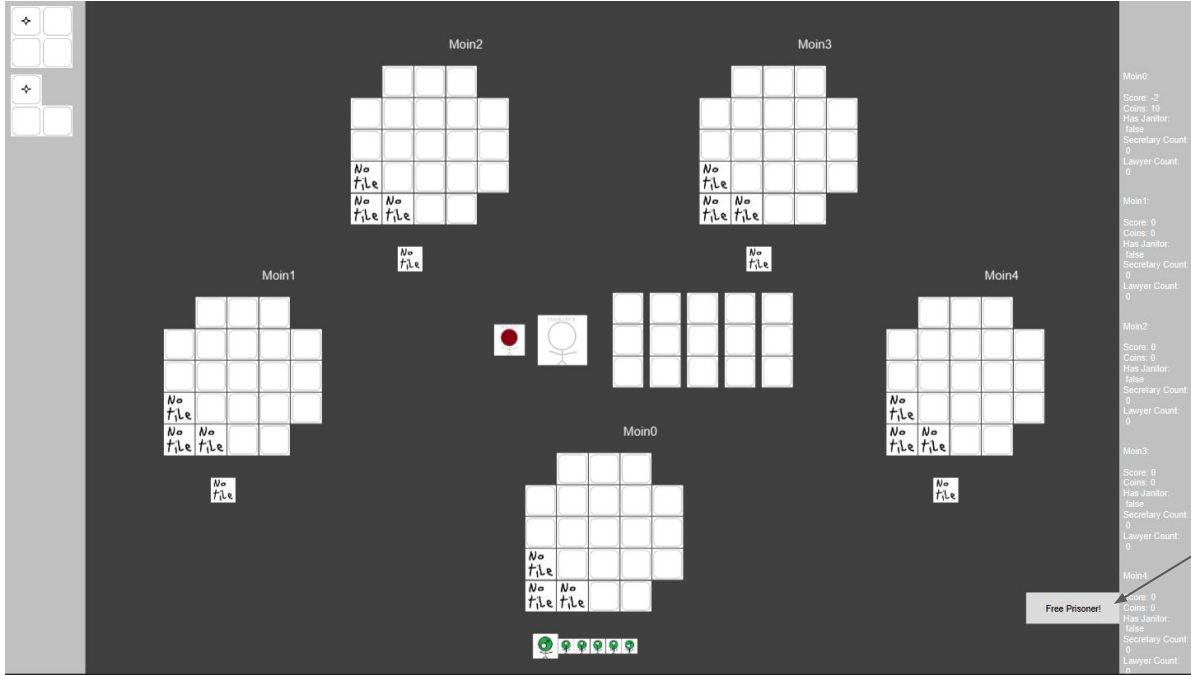 Moin2
No
tile
No No
tile tile
No
tile
Moin3
No
tile
No No
tile tile
No
tile
Moin1
No
tile
No No
tile tile
No
tile
Moin4
No
tile
No No
tile tile
No
tile
Moin0
No
tile
No No
tile tile
Free Prisoner!
Moin0:
Score: -2
Coins: 10
Has Janitor:
false
Secretary Count:
0
Lawyer Count:
0
Moin1:
Score: 0
Coins: 0
Has Janitor:
false
Secretary Count:
0
Lawyer Count:
0
Moin2:
Score: 0
Coins: 0
Has Janitor:
false
Secretary Count:
0
Lawyer Count:
0
Moin3:
Score: 0
Coins: 0
Has Janitor:
false
Secretary Count:
0
Lawyer Count:
0
Moin4:
Score: 0
Coins: 0
Has Janitor:
false
Secretary Count:
0
Lawyer Count:
0